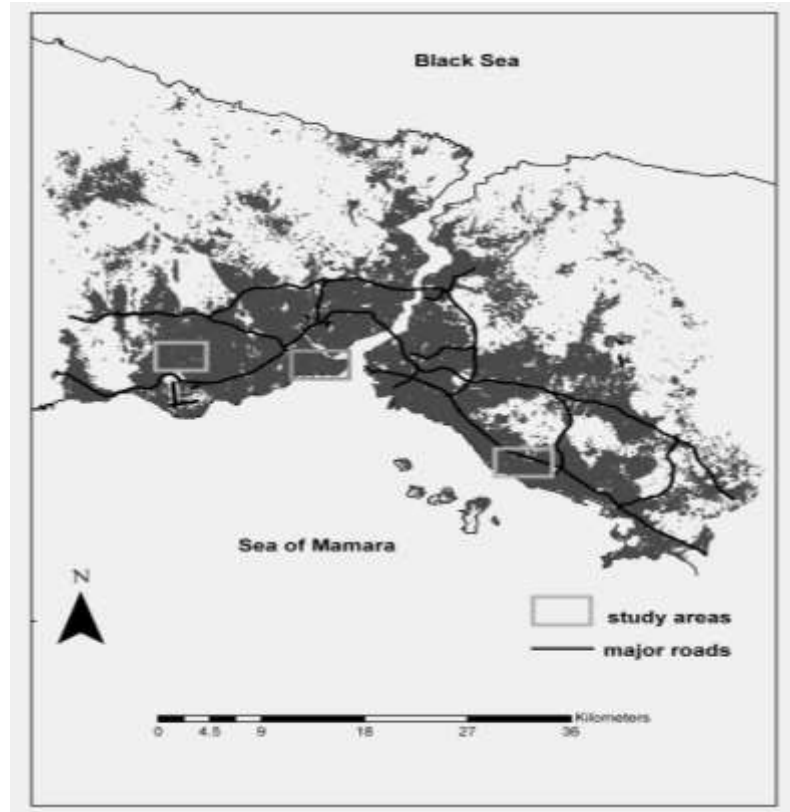 Black Sea
Sea of Mamara
N
study areas
major roads
Kilometers
0 4.5 9 18 27 36